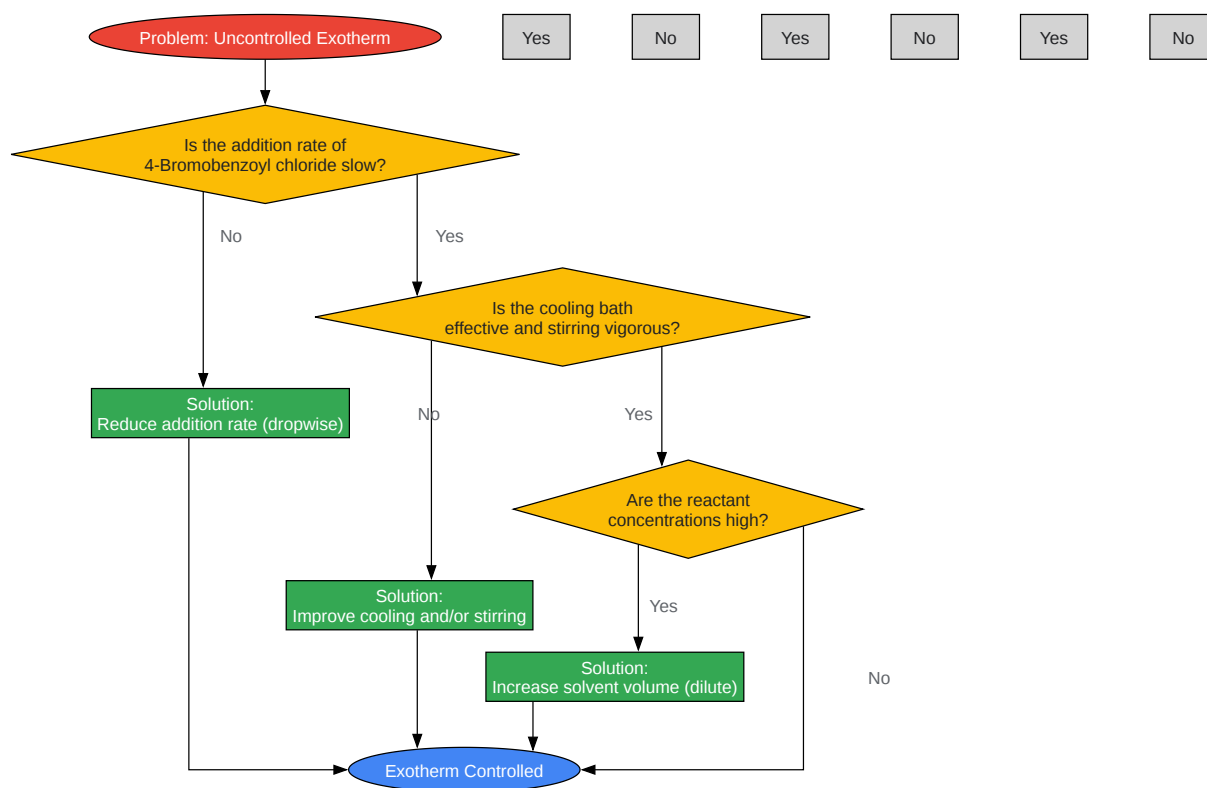 Problem: Uncontrolled Exotherm
Yes
No
Yes
No
Yes
No
Is the addition rate of
4-Bromobenzoyl chloride slow?
No
Yes
Is the cooling bath
effective and stirring vigorous?
Solution:
Reduce addition rate (dropwise)
No
Yes
Are the reactant
concentrations high?
Solution:
Improve cooling and/or stirring
Yes
Solution:
Increase solvent volume (dilute)
No
Exotherm Controlled